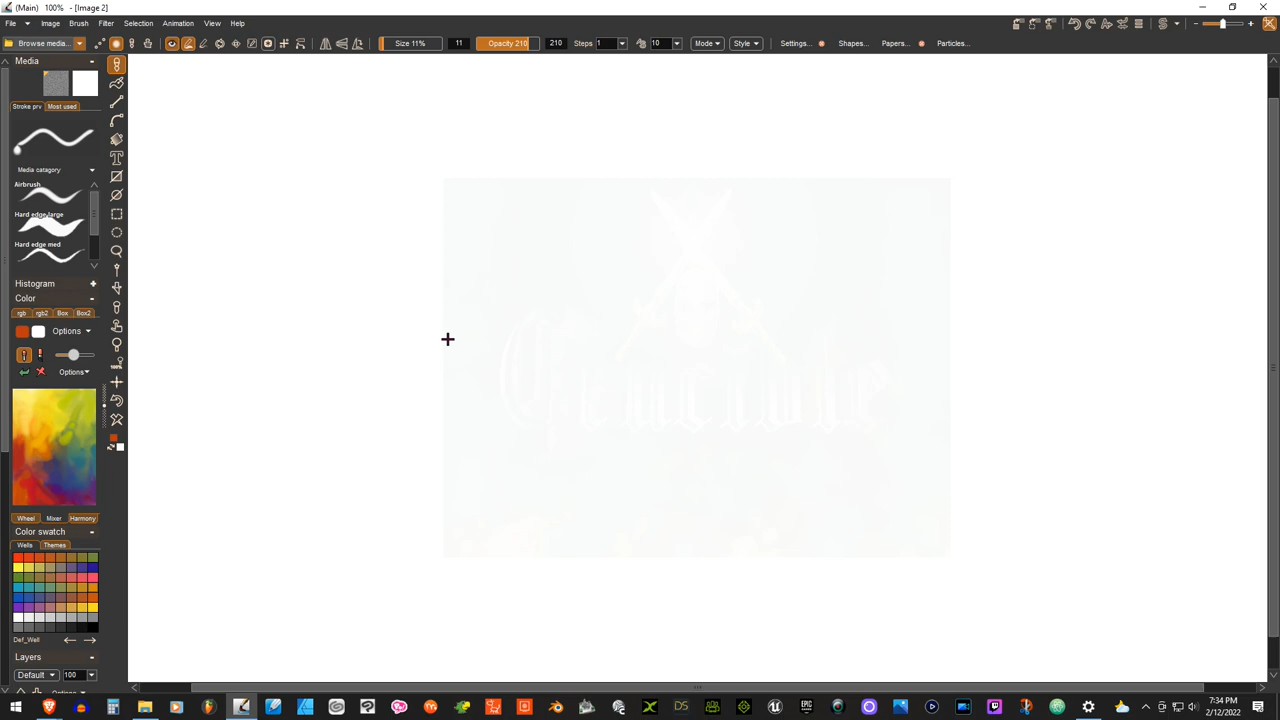 (Main) 100% - [Image 2]
File Image Brush Filter Selection Animation View Help
Browse media... Size 11% 11 Opacity 210 210 Steps 1 10 Mode Style Settings... Shapes... Papers... Particles...
Media
Stroke prv Most used
Media catagory
Airbrush
Hard edge large
Hard edge med
Histogram
Color
rgb rgb2 Box Box2
Options
Options
100%
Crucible
Wheel Mixer Harmony
Color swatch
Wells Themes
Def_Well
Layers
Default 100
7:34 PM
2/12/2022